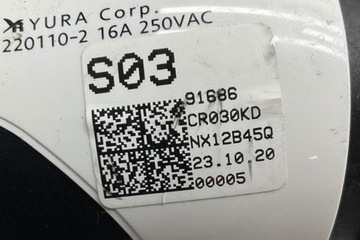 YURA Corp.
220110-2 16A 250VAC
S03
91686
CR030KD
NX12B45Q
23.10.20
00005